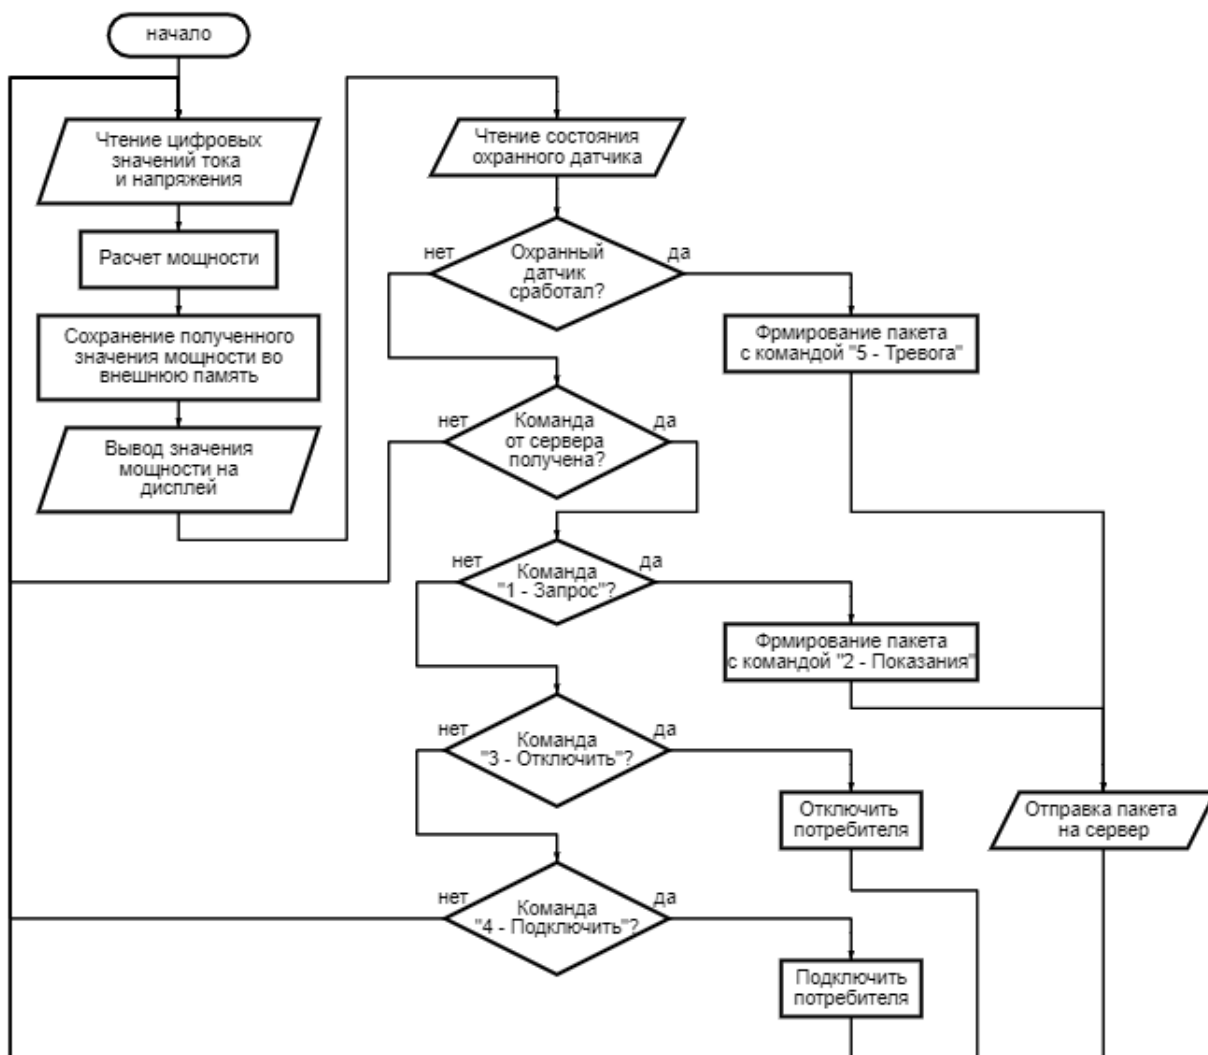 начало
Чтение цифровых
значений тока
и напряжения
Расчет мощности
Сохранение полученного
значения мощности во
внешнюю память
Вывод значения
мощности на
дисплей
Чтение состояния
охранного датчика
нет
Охранный
датчик
сработал?
да
Фрмирование пакета
с командой "5 - Тревога"
нет
Команда
от сервера
получена?
да
нет
Команда
"1 - Запрос"?
да
Фрмирование пакета
с командой "2 - Показания"
нет
Команда
"3 - Отключить"?
да
Отключить
потребителя
Отправка пакета
на сервер
нет
Команда
"4 - Подключить"?
да
Подключить
потребителя